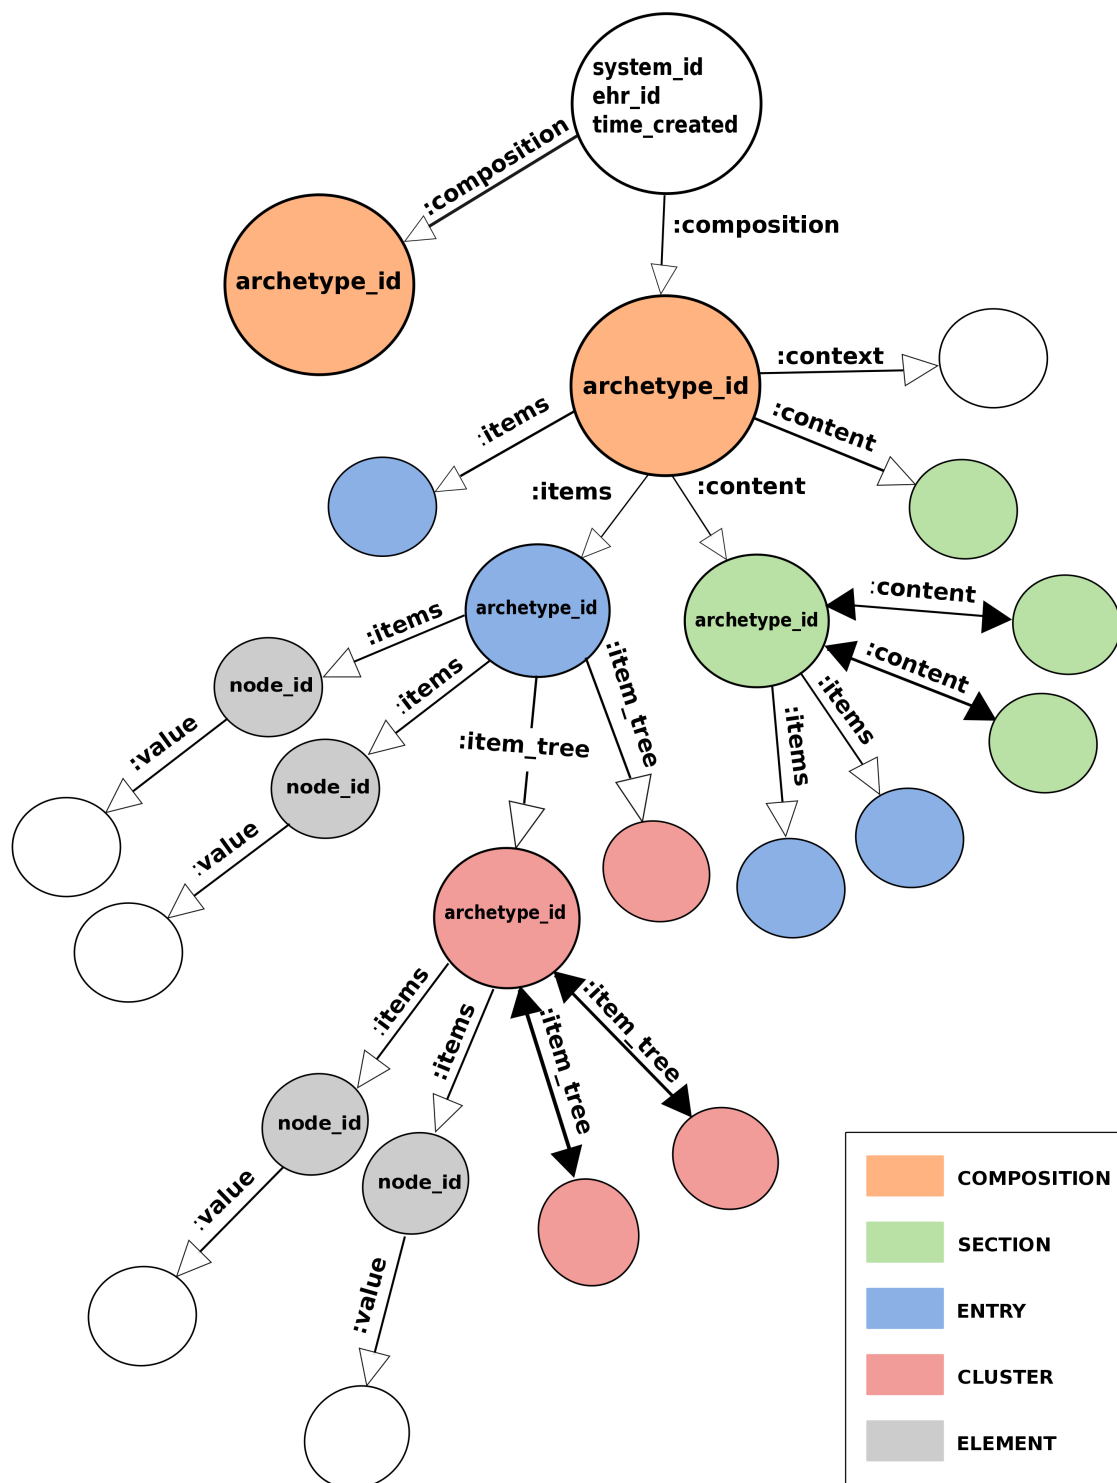 system_id
ehr_id
time_created
:composition
:composition
archetype_id
archetype_id
:context
:content
:items
:items
:content
archetype_id
archetype_id
:content
:content
:items
:items
:item_tree
:item_tree
:items
:items
node_id
node_id
:value
:value
archetype_id
:items
:items
:item_tree
:item_tree
node_id
node_id
:value
:value
COMPOSITION
SECTION
ENTRY
CLUSTER
ELEMENT